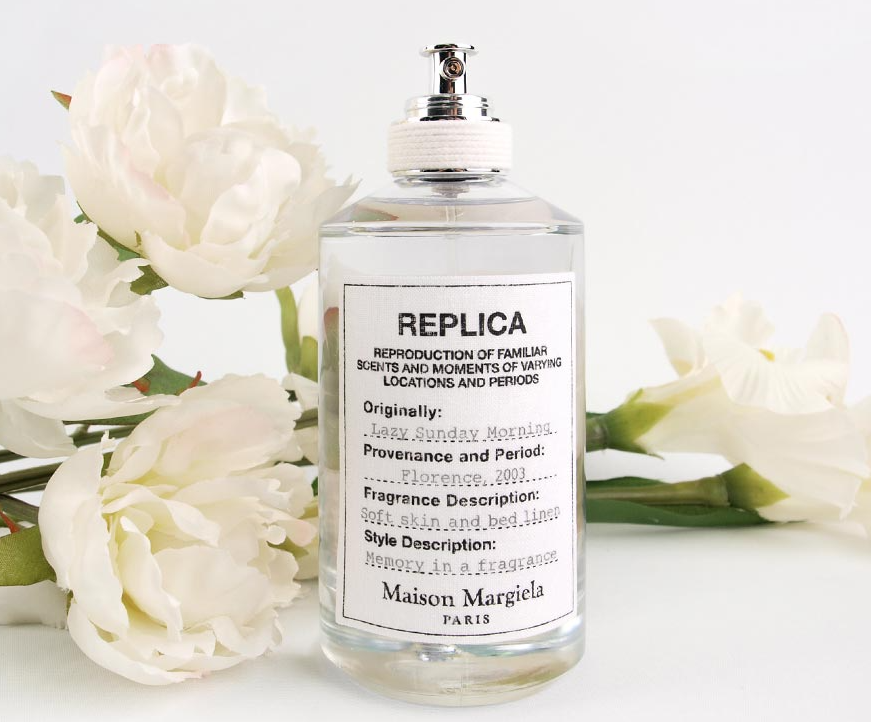 REPLICA
REPRODUCTION OF FAMILIAR
SCENTS AND MOMENTS OF VARYING
LOCATIONS AND PERIODS
Originally:
Lazy Sunday Morning
Provenance and Period:
Florence, 2003
Fragrance Description:
Soft skin and bed linen
Style Description:
Memory in a fragrance
Maison Margiela
PARIS